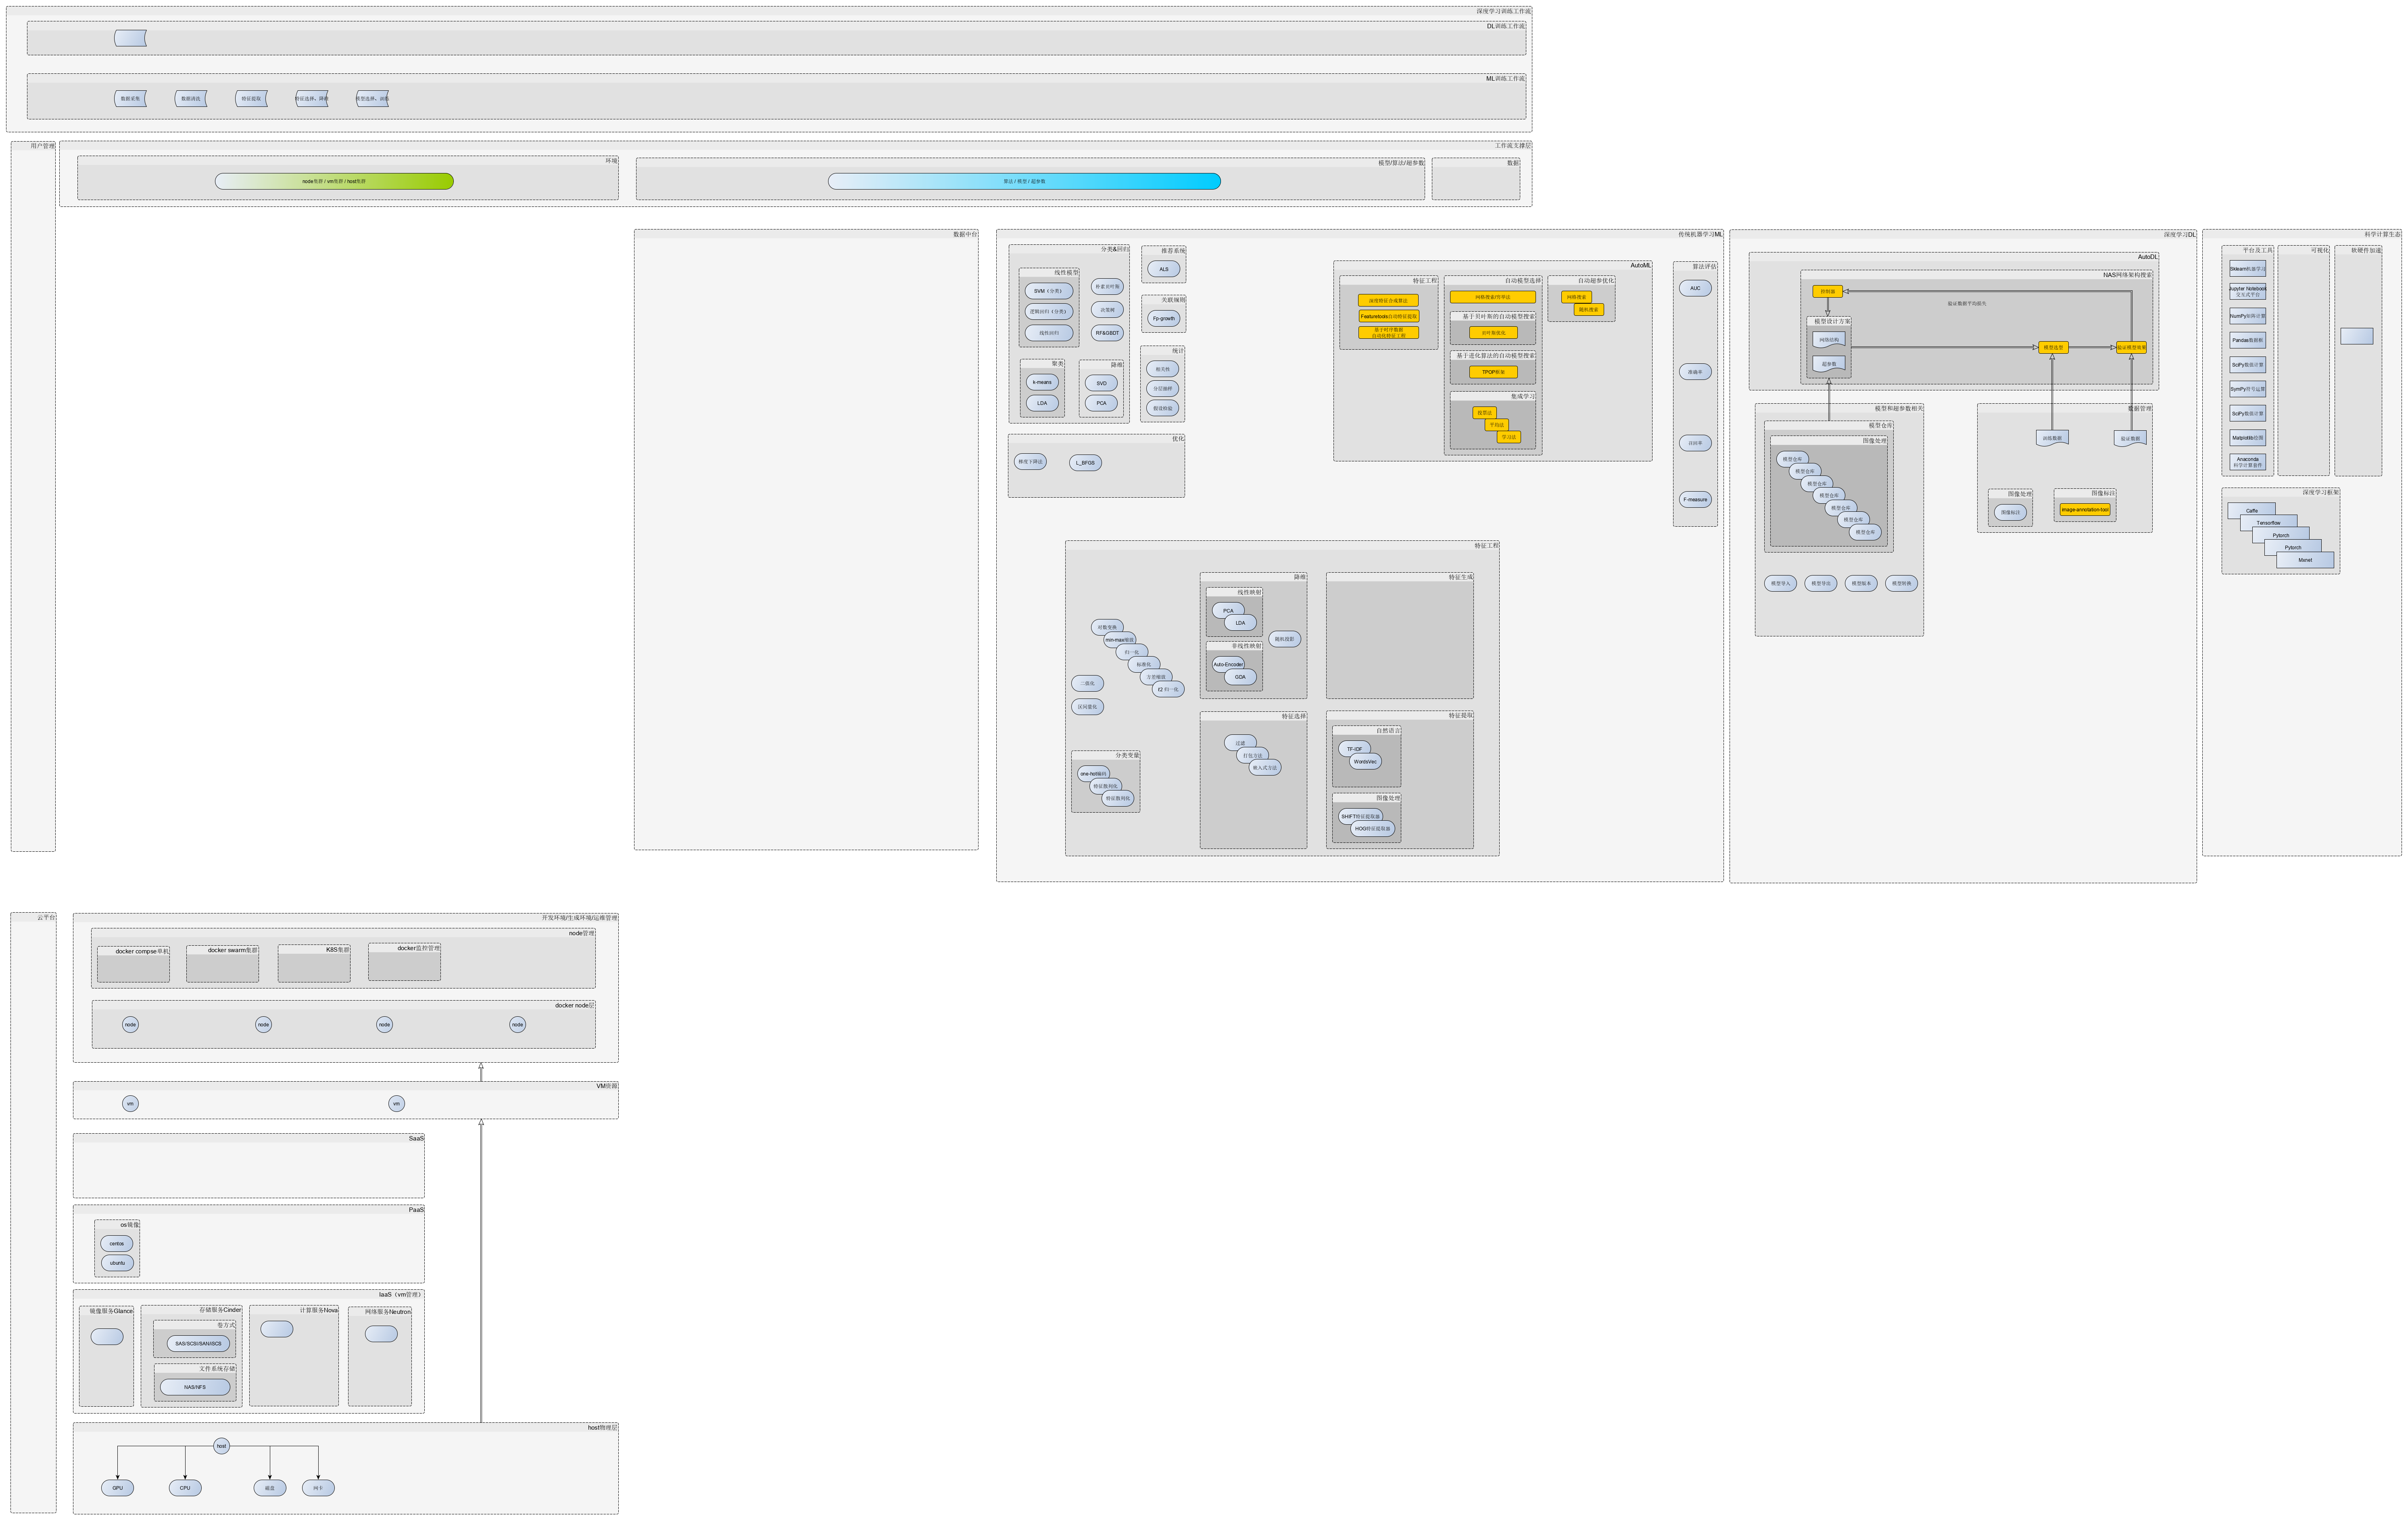 深度学习训练工作流
DL训练工作流
ML训练工作流
数据采集
数据清洗
特征提取
特征选择,降维
模型选择,训练
用户管理
工作流支撑层
环境
node集群 / vm集群 / host集群
模型/算法/超参数
算法 / 模型 / 超参数
数据
数据中台
传统机器学习ML
分类&回归
线性模型
SVM(分类)
逻辑回归(分类)
线性回归
朴素贝叶斯
决策树
RF&GBDT
聚类
k-means
LDA
降维
SVD
PCA
推荐系统
ALS
关联规则
Fp-growth
统计
相关性
分层抽样
假设检验
优化
梯度下降法
L_BFGS
AutoML
特征工程
深度特征合成算法
Featuretools自动特征提取
基于时序数据
自动化特征工程
自动模型选择
网格搜索/穷举法
基于贝叶斯的自动模型搜索
贝叶斯优化
基于进化算法的自动模型搜索
TPOP框架
集成学习
投票法
平均法
学习法
自动超参优化
网格搜索
随机搜索
算法评估
AUC
准确率
召回率
F-measure
特征工程
对数变换
min-max缩放
归一化
标准化
方差缩放
ℓ2 归一化
二值化
区间量化
分类变量
one-hot编码
特征散列化
特征散列化
降维
线性映射
PCA
LDA
非线性映射
Auto-Encoder
GDA
随机投影
特征生成
特征选择
过滤
打包方法
嵌入式方法
特征提取
自然语言
TF-IDF
WordsVec
图像处理
SHIFT特征提取器
HOG特征提取器
深度学习DL
AutoDL
NAS网络架构搜索
控制器
验证数据平均损失
模型设计方案
网络结构
超参数
模型选型
验证模型效果
模型和超参数相关
模型仓库
图像处理
模型仓库
模型仓库
模型仓库
模型仓库
模型仓库
模型仓库
模型仓库
模型导入
模型导出
模型版本
模型转换
数据管理
训练数据
验证数据
图像处理
图像标注
图像标注
image-annotation-tool
科学计算生态
平台及工具
Sklearn机器学习
Jupyter Notebook
交互式平台
NumPy矩阵计算
Pandas数据帧
SciPy数值计算
SymPy符号运算
SciPy数值计算
Matplotlib绘图
Anaconda
科学计算套件
可视化
软硬件加速
深度学习框架
Caffe
Tensorflow
Pytorch
Pytorch
Mxnet
云平台
开发环境/生成环境/运维管理
node管理
docker compse单机
docker swarm集群
K8S集群
docker监控管理
docker node层
node
node
node
node
VM资源
vm
vm
SaaS
PaaS
os镜像
centos
ubuntu
IaaS(vm管理)
镜像服务Glance
存储服务Cinder
卷方式
SAS/SCSI/SAN/iSCS
文件系统存储
NAS/NFS
计算服务Nova
网络服务Neutron
host物理层
host
GPU
CPU
磁盘
网卡